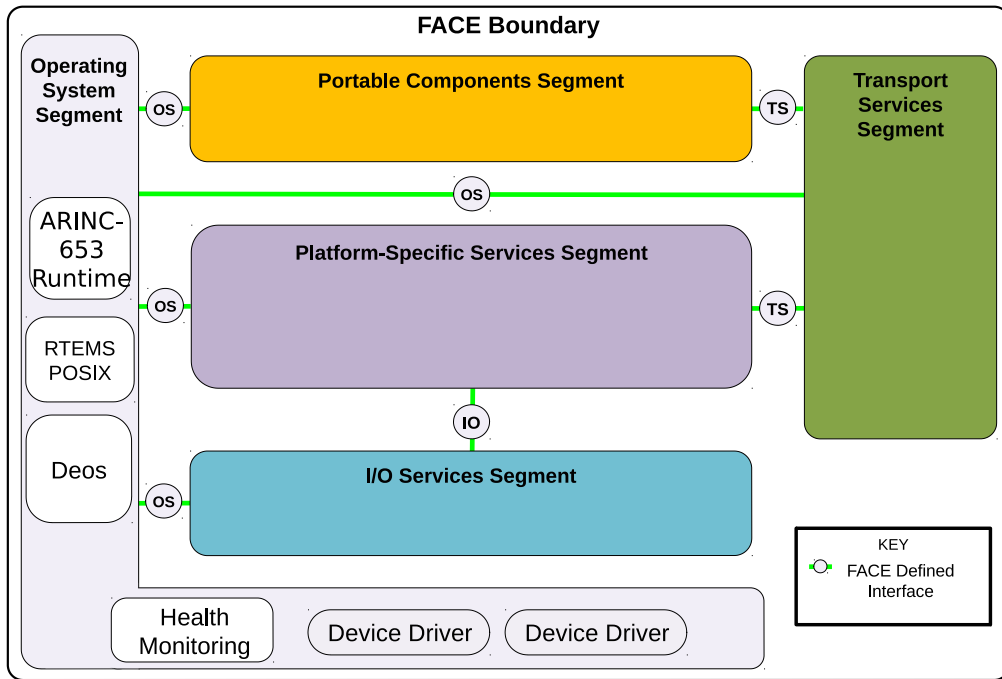 FACE Boundary
Operating
System
Segment
Portable Components Segment
Transport
Services
Segment
OS
TS
OS
ARINC-
653
Runtime
Platform-Specific Services Segment
OS
TS
RTEMS
POSIX
IO
Deos
I/O Services Segment
OS
KEY
FACE Defined
Interface
Health
Monitoring
Device Driver
Device Driver